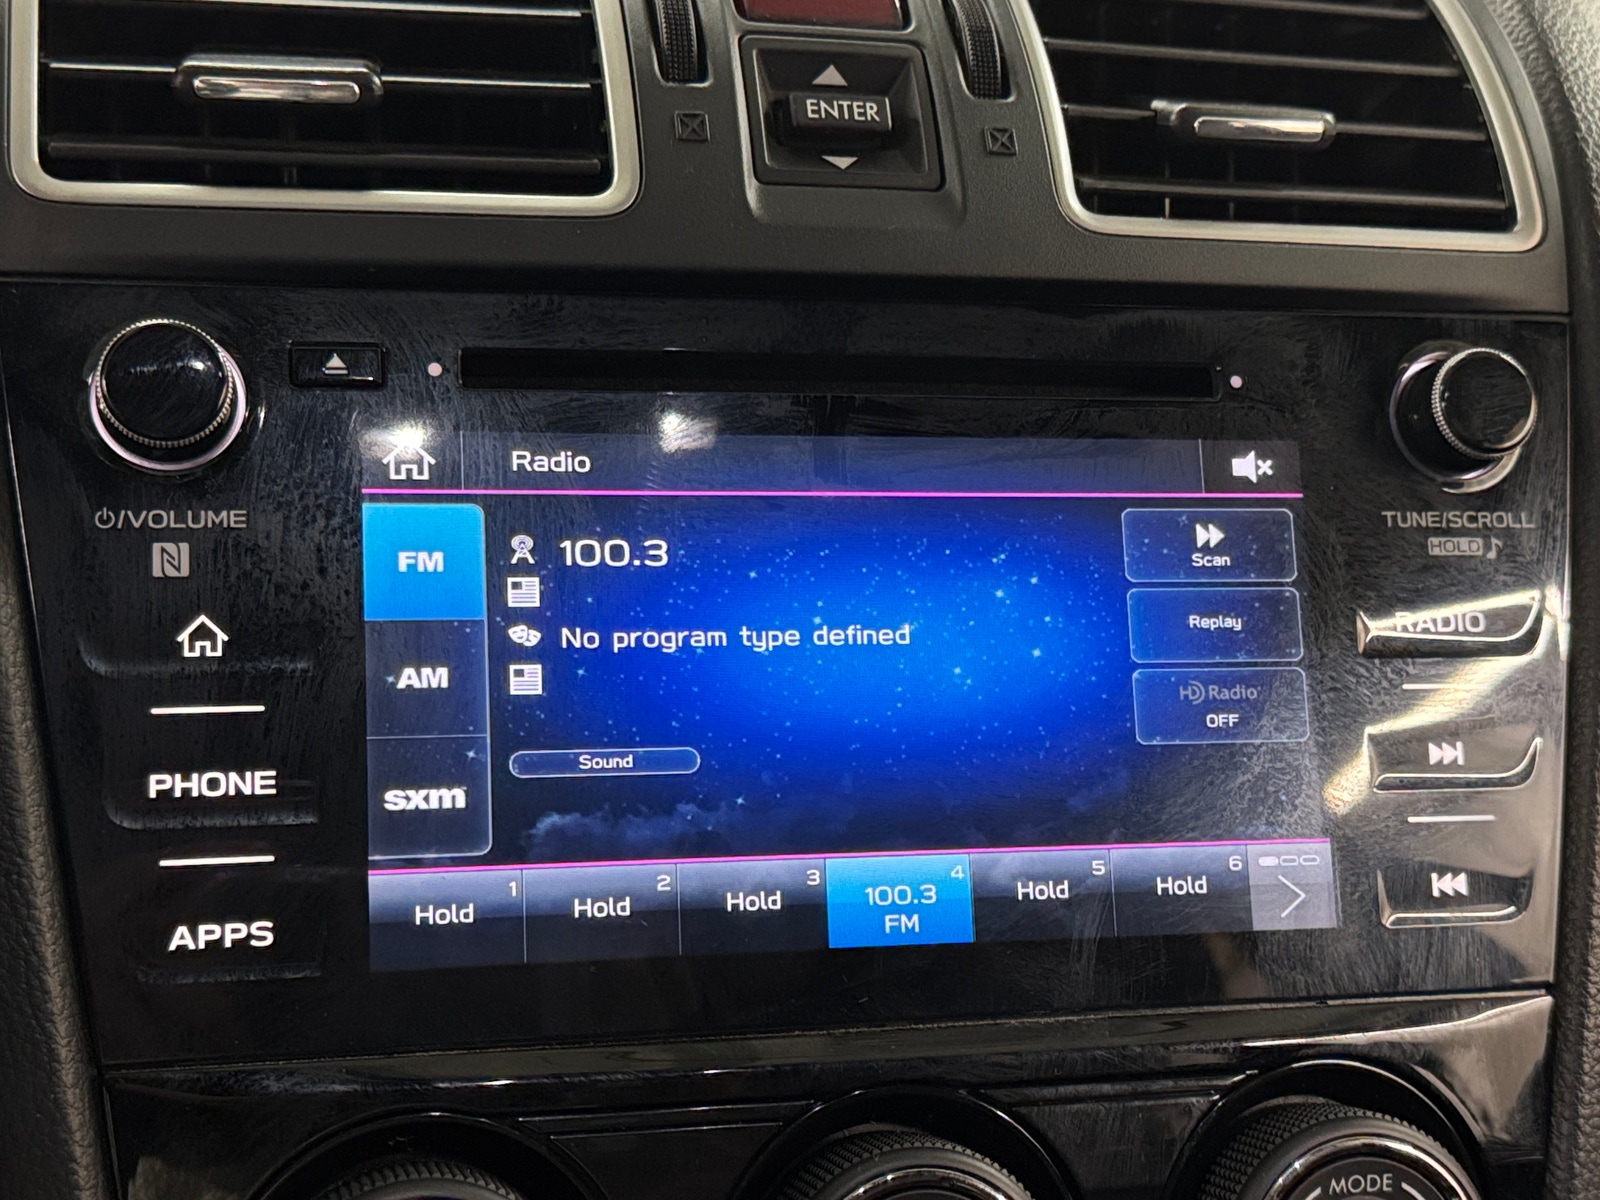 ENTER
/VOLUME
TUNE/SCROLL
HOLD
Radio
FM
AM
sxm
100.3
No program type defined
Sound
Scan
Replay
HD Radio
OFF
1
Hold
2
Hold
3
Hold
4
100.3
FM
5
Hold
6
Hold
PHONE
APPS
RADIO
MODE